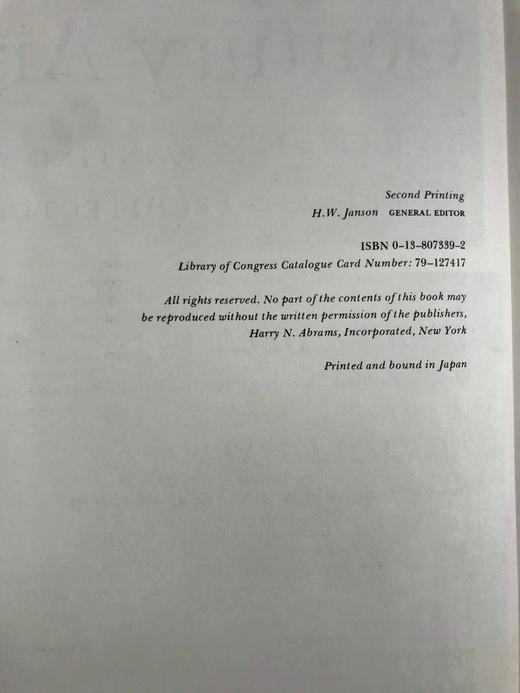 Second Printing
H.W. Janson GENERAL EDITOR
ISBN 0-13-807339-2
Library of Congress Catalogue Card Number: 79-127417
All rights reserved. No part of the contents of this book may
be reproduced without the written permission of the publishers,
Harry N. Abrams, Incorporated, New York
Printed and bound in Japan